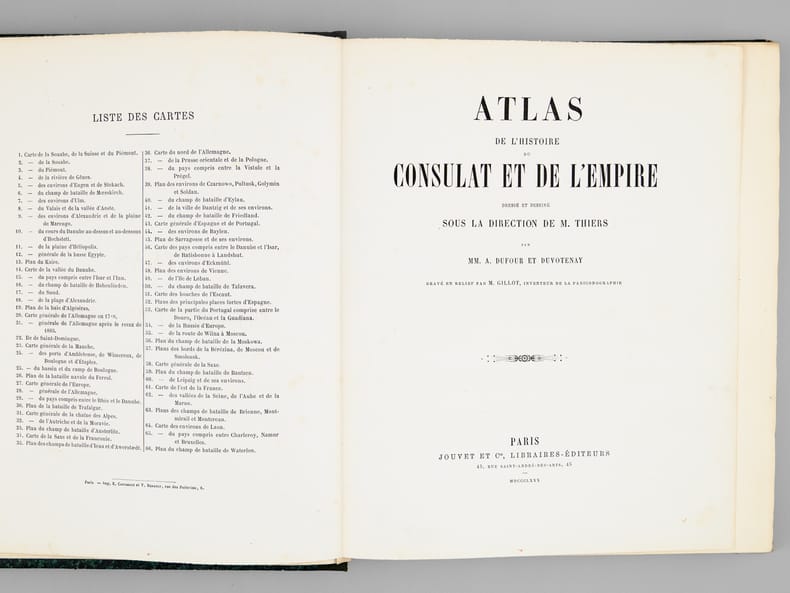 LISTE DES CARTES
1. Carte de la Souabe, de la Suisse et du Piémont.
2. — de la Souabe.
3. — du Piémont.
4. — de la rivière de Gênes.
5. — des environs d'Engen et de Stokach.
6. — du champ de bataille de Mœsskirch.
7. — des environs d'Ulm.
8. — du Valais et de la vallée d'Aoste.
9. — des environs d'Alexandrie et de la plaine
de Marengo.
10. — du cours du Danube au-dessus et au-dessous
d'Hochstett.
11. — de la plaine d'Héliopolis.
12. — générale de la basse Égypte.
13. Plan du Kaire.
14. Carte de la vallée du Danube.
15. — du pays compris entre l'Isar et l'Inn.
16. — du champ de bataille de Hohenlinden.
17. — du Sund.
18. — de la plage d'Alexandrie.
19. Plan de la baie d'Algésiras.
20. Carte générale de l'Allemagne en
21. — générale de l'Allemagne après le recez de
1803.
22. Ile de Saint-Domingue.
23. Carte générale de la Manche.
24. — des ports d'Ambleteuse, de Wimereux, de
Boulogne et d'Étaples.
25. — du bassin et du camp de Boulogne.
26. Plan de la bataille navale du Ferrol.
27. Carte générale de l'Europe.
28. — générale de l'Allemagne.
29. — du pays compris entre le Rhin et le Danube.
30. Plan de la bataille de Trafalgar.
31. Carte générale de la chaîne des Alpes.
32. — de l'Autriche et de la Moravie.
33. Plan du champ de bataille d'Austerlitz.
34. Carte de la Saxe et de la Franconie.
35. Plan des champs de bataille d'Iéna et d'Awerstædt.
36. Carte du nord de l'Allemagne.
37. — de la Prusse orientale et de la Pologne.
38. — du pays compris entre la Vistule et la
Prégel.
39. Plan des environs de Czarnowo, Pultusk, Golymin
et Soldau.
40. — du champ de bataille d'Eylau.
41. — de la ville de Dantzig et de ses environs.
42. — du champ de bataille de Friedland.
43. Carte générale d'Espagne et de Portugal.
44. — des environs de Baylen.
45. Plan de Sarragosse et de ses environs.
46. Carte des pays compris entre le Danube et l'Isar,
de Ratisbonne à Landshut.
47. — des environs d'Eckmühl.
48. Plan des environs de Vienne.
49. — de l'île de Lobau.
50. — du champ de bataille de Talavera.
51. Carte des bouches de l'Escaut.
52. Plans des principales places fortes d'Espagne.
53. Carte de la partie du Portugal comprise entre le
Douro, l'Océan et la Guadiana.
54. — de la Russie d'Europe.
55. — de la route de Wilna à Moscou.
56. Plan du champ de bataille de la Moskowa.
57. Plans des bords de la Bérézina, de Moscou et de
Smolensk.
58. Carte générale de la Saxe.
59. Plan du champ de bataille de Bautzen.
60. — de Leipzig et de ses environs.
61. Carte de l'est de la France.
62. — des vallées de la Seine, de l'Aube et de la
Marne.
63. Plans des champs de bataille de Brienne, Mont-
mirail et Montereau.
64. Carte des environs de Laon.
65. — du pays compris entre Charleroy, Namur
et Bruxelles.
66. Plan du champ de bataille de Waterloo.
Paris. — Imp. E. et V. rue des Poitevins, 6.
ATLAS
DE L'HISTOIRE
DU
CONSULAT ET DE L'EMPIRE
DRESSÉ ET DESSINÉ
SOUS LA DIRECTION DE M. THIERS
PAR
MM. A. DUFOUR ET DUVOTENAY
GRAVÉ EN RELIEF PAR M. GILLOT, INVENTEUR DE LA PANICONOGRAPHIE
PARIS
JOUVET ET Cie, LIBRAIRES-ÉDITEURS
45, RUE SAINT-ANDRÉ-DES-ARTS, 45
MDCCCLXXX